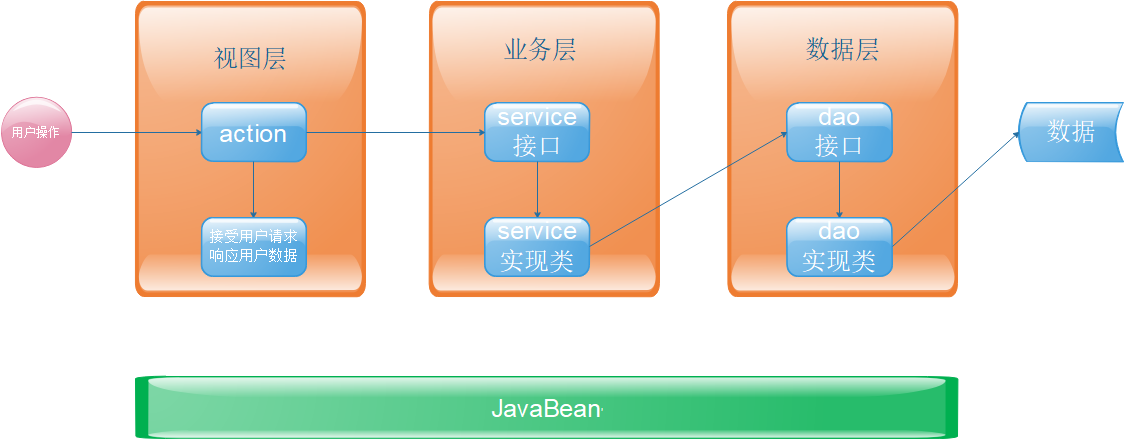 视图层
业务层
数据层
用户操作
action
service
接口
dao
接口
数据
接受用户请求
响应用户数据
service
实现类
dao
实现类
JavaBean